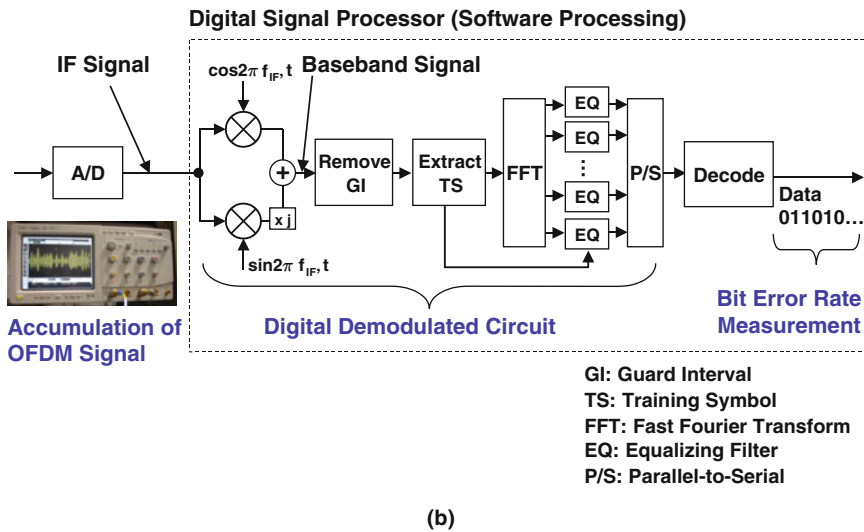 Digital Signal Processor (Software Processing)
IF Signal
cos2π f_IF, t
Baseband Signal
A/D
Remove
GI
Extract
TS
FFT
EQ
EQ
⋮
EQ
EQ
P/S
Decode
+
x j
sin2π f_IF, t
Data
011010...
Accumulation of
OFDM Signal
Digital Demodulated Circuit
Bit Error Rate
Measurement
GI: Guard Interval
TS: Training Symbol
FFT: Fast Fourier Transform
EQ: Equalizing Filter
P/S: Parallel-to-Serial
(b)